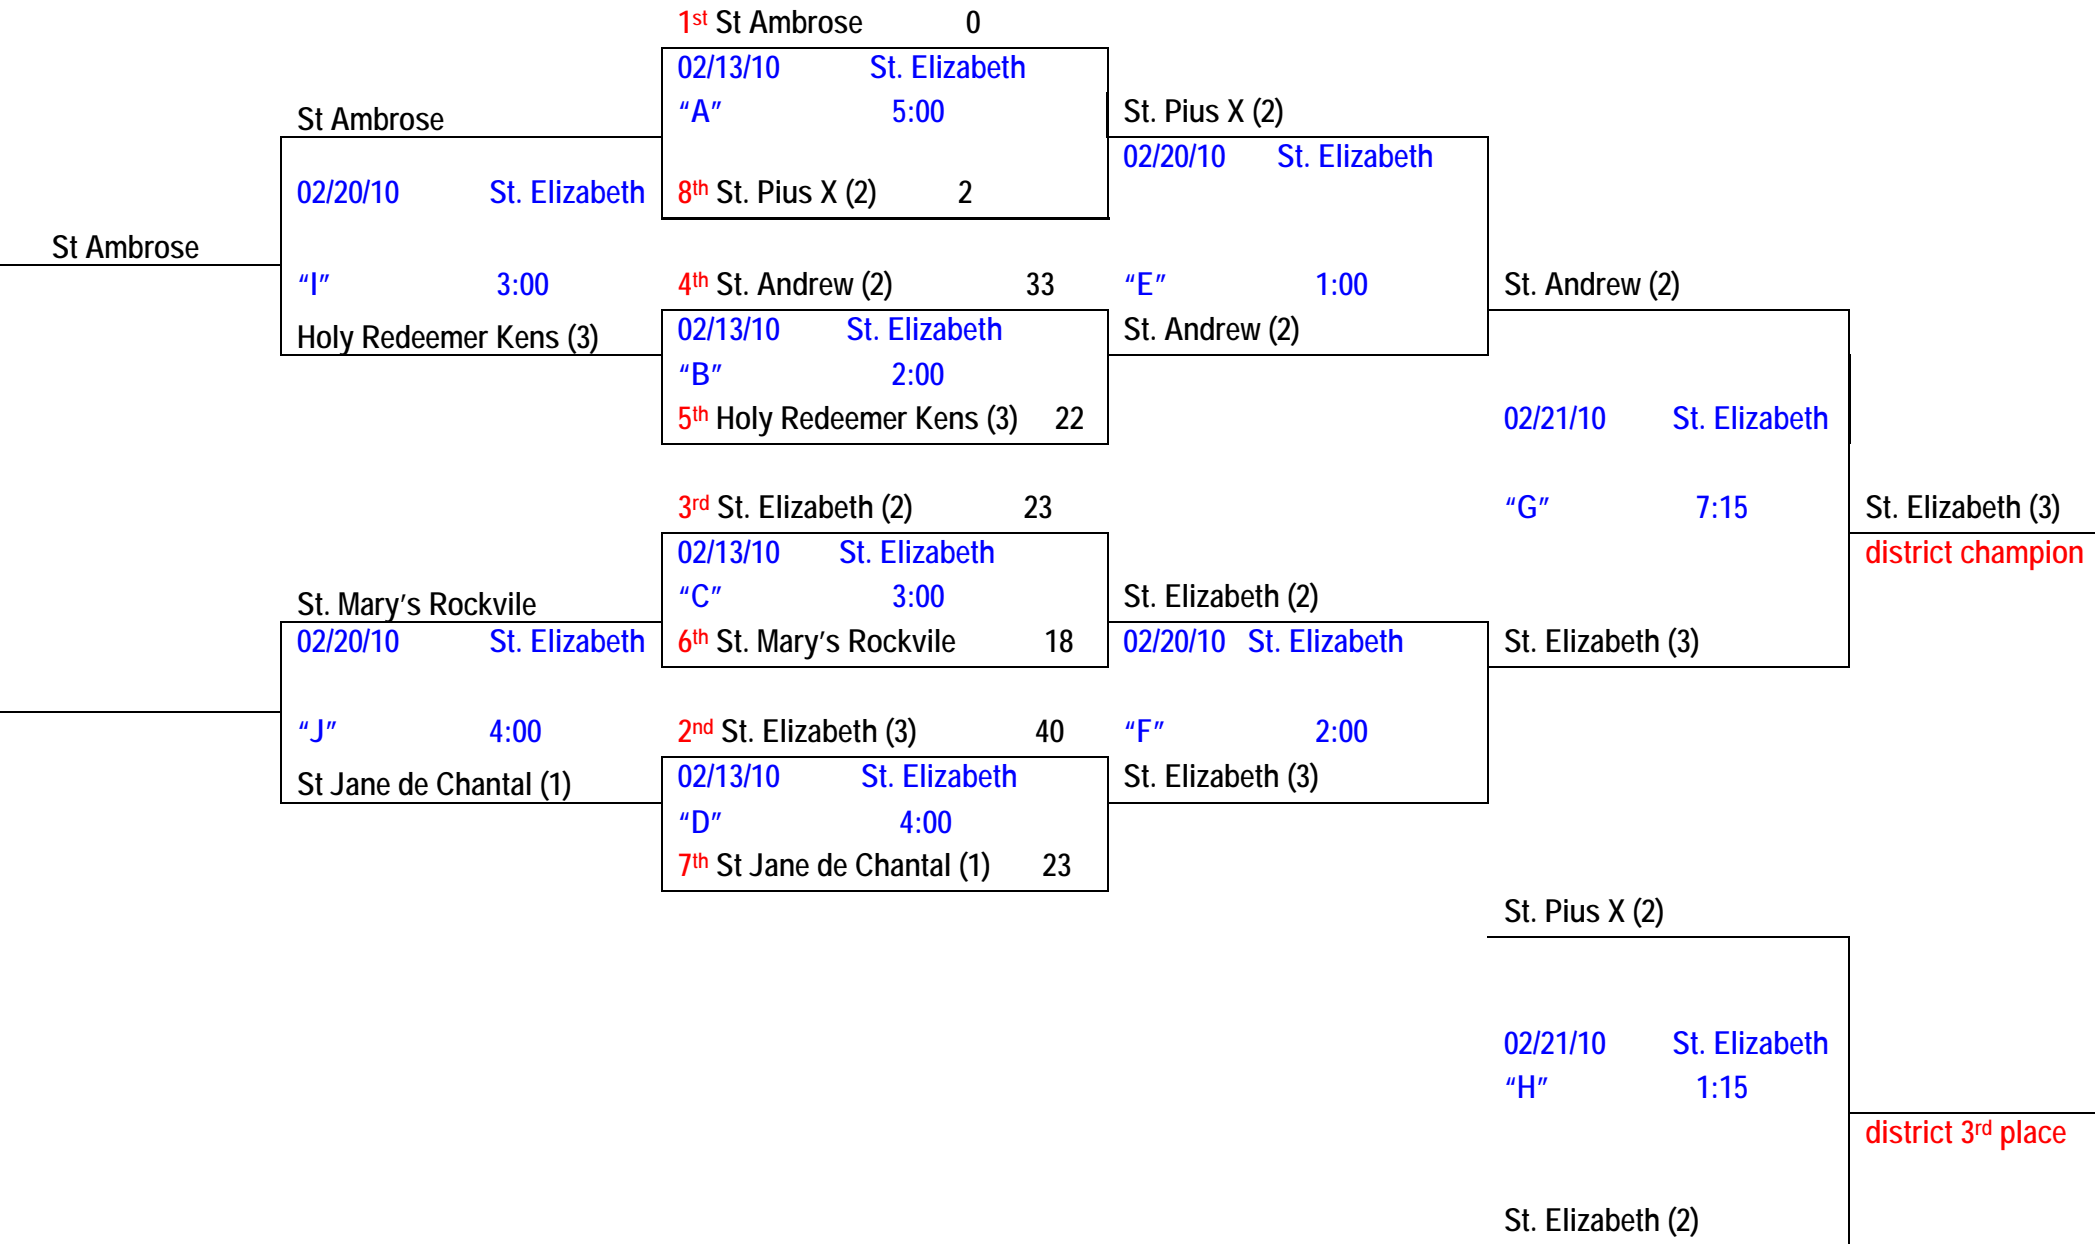 1st St Ambrose 0
02/13/10 St. Elizabeth
"A" 5:00
8th St. Pius X (2) 2
4th St. Andrew (2) 33
02/13/10 St. Elizabeth
"B" 2:00
5th Holy Redeemer Kens (3) 22
3rd St. Elizabeth (2) 23
02/13/10 St. Elizabeth
"C" 3:00
6th St. Mary's Rockvile 18
2nd St. Elizabeth (3) 40
02/13/10 St. Elizabeth
"D" 4:00
7th St Jane de Chantal (1) 23
St Ambrose
02/20/10 St. Elizabeth
"I" 3:00
Holy Redeemer Kens (3)
St Ambrose
St. Mary's Rockvile
02/20/10 St. Elizabeth
"J" 4:00
St Jane de Chantal (1)
St. Pius X (2)
02/20/10 St. Elizabeth
"E" 1:00
St. Andrew (2)
St. Elizabeth (2)
02/20/10 St. Elizabeth
"F" 2:00
St. Elizabeth (3)
St. Andrew (2)
02/21/10 St. Elizabeth
"G" 7:15
St. Elizabeth (3)
St. Elizabeth (3)
district champion
St. Pius X (2)
02/21/10 St. Elizabeth
"H" 1:15
St. Elizabeth (2)
district 3rd place